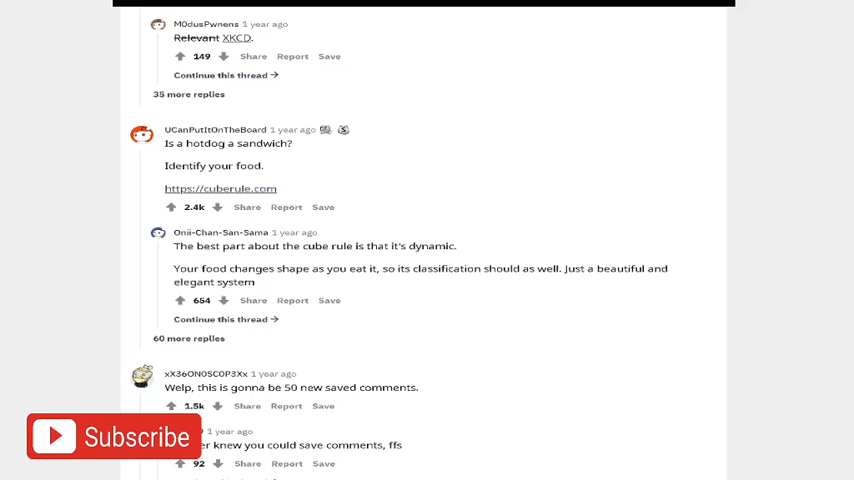 M0dusPwnens 1 year ago
Relevant XKCD.
149 Share Report Save
Continue this thread →
35 more replies
UCanPutItOnTheBoard 1 year ago
Is a hotdog a sandwich?
Identify your food.
https://cuberule.com
2.4k Share Report Save
Onii-Chan-San-Sama 1 year ago
The best part about the cube rule is that it's dynamic.
Your food changes shape as you eat it, so its classification should as well. Just a beautiful and
elegant system
654 Share Report Save
Continue this thread →
60 more replies
xX36ON0SC0P3Xx 1 year ago
Welp, this is gonna be 50 new saved comments.
1.5k Share Report Save
1 year ago
knew you could save comments, ffs
92 Share Report Save
Subscribe